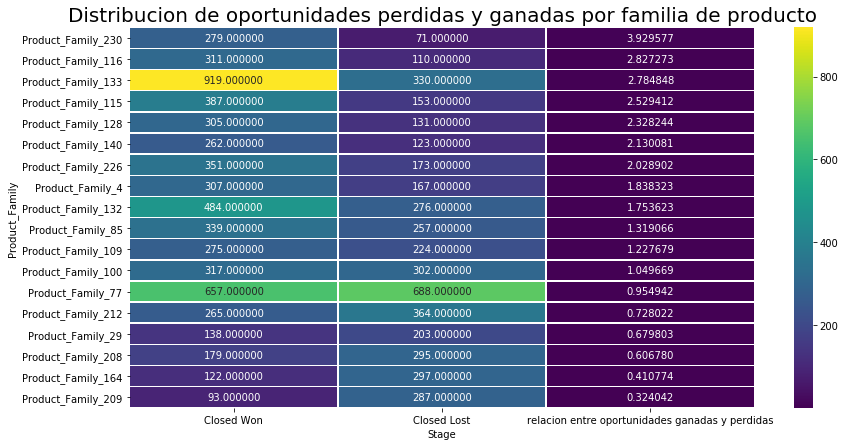 Distribucion de oportunidades perdidas y ganadas por familia de producto
Product_Family
Product_Family_230 279.000000 71.000000 3.929577
Product_Family_116 311.000000 110.000000 2.827273
Product_Family_133 919.000000 330.000000 2.784848
Product_Family_115 387.000000 153.000000 2.529412
Product_Family_128 305.000000 131.000000 2.328244
Product_Family_140 262.000000 123.000000 2.130081
Product_Family_226 351.000000 173.000000 2.028902
Product_Family_4 307.000000 167.000000 1.838323
Product_Family_132 484.000000 276.000000 1.753623
Product_Family_85 339.000000 257.000000 1.319066
Product_Family_109 275.000000 224.000000 1.227679
Product_Family_100 317.000000 302.000000 1.049669
Product_Family_77 657.000000 688.000000 0.954942
Product_Family_212 265.000000 364.000000 0.728022
Product_Family_29 138.000000 203.000000 0.679803
Product_Family_208 179.000000 295.000000 0.606780
Product_Family_164 122.000000 297.000000 0.410774
Product_Family_209 93.000000 287.000000 0.324042
Closed Won Closed Lost relacion entre oportunidades ganadas y perdidas
Stage
800
600
400
200